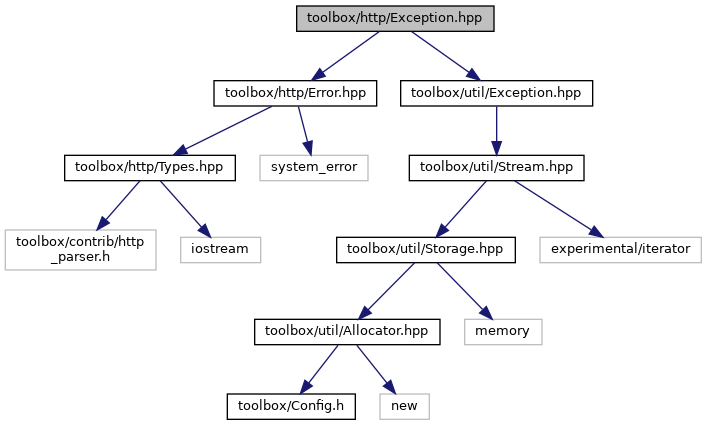 toolbox/http/Exception.hpp
toolbox/http/Error.hpp
toolbox/util/Exception.hpp
toolbox/http/Types.hpp
system_error
toolbox/util/Stream.hpp
toolbox/contrib/http
_parser.h
iostream
toolbox/util/Storage.hpp
experimental/iterator
toolbox/util/Allocator.hpp
memory
toolbox/Config.h
new